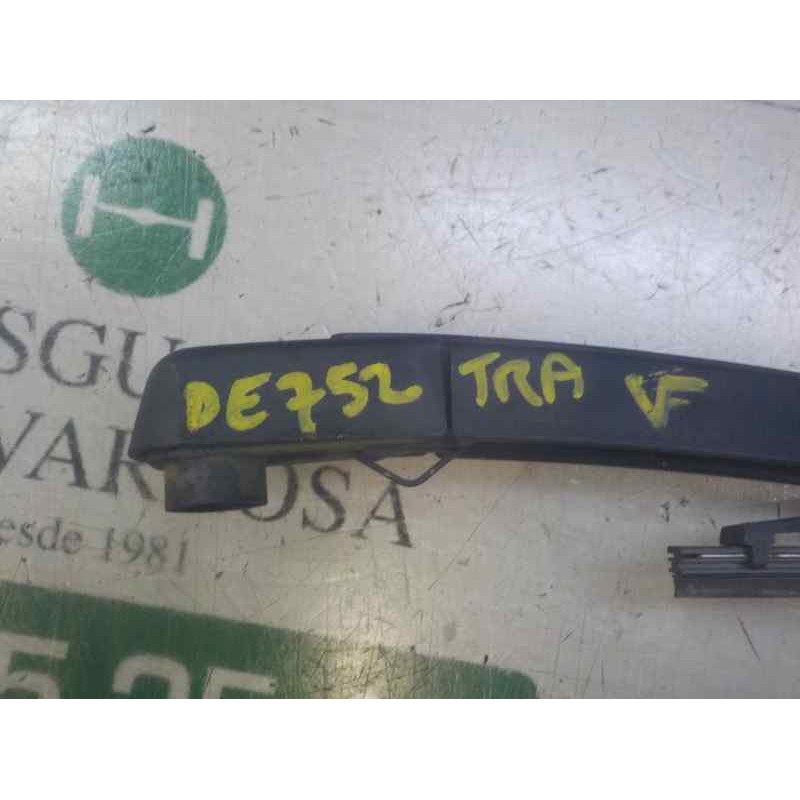 DE752 TRA VF
SGU
VAR OSA
esde 1981